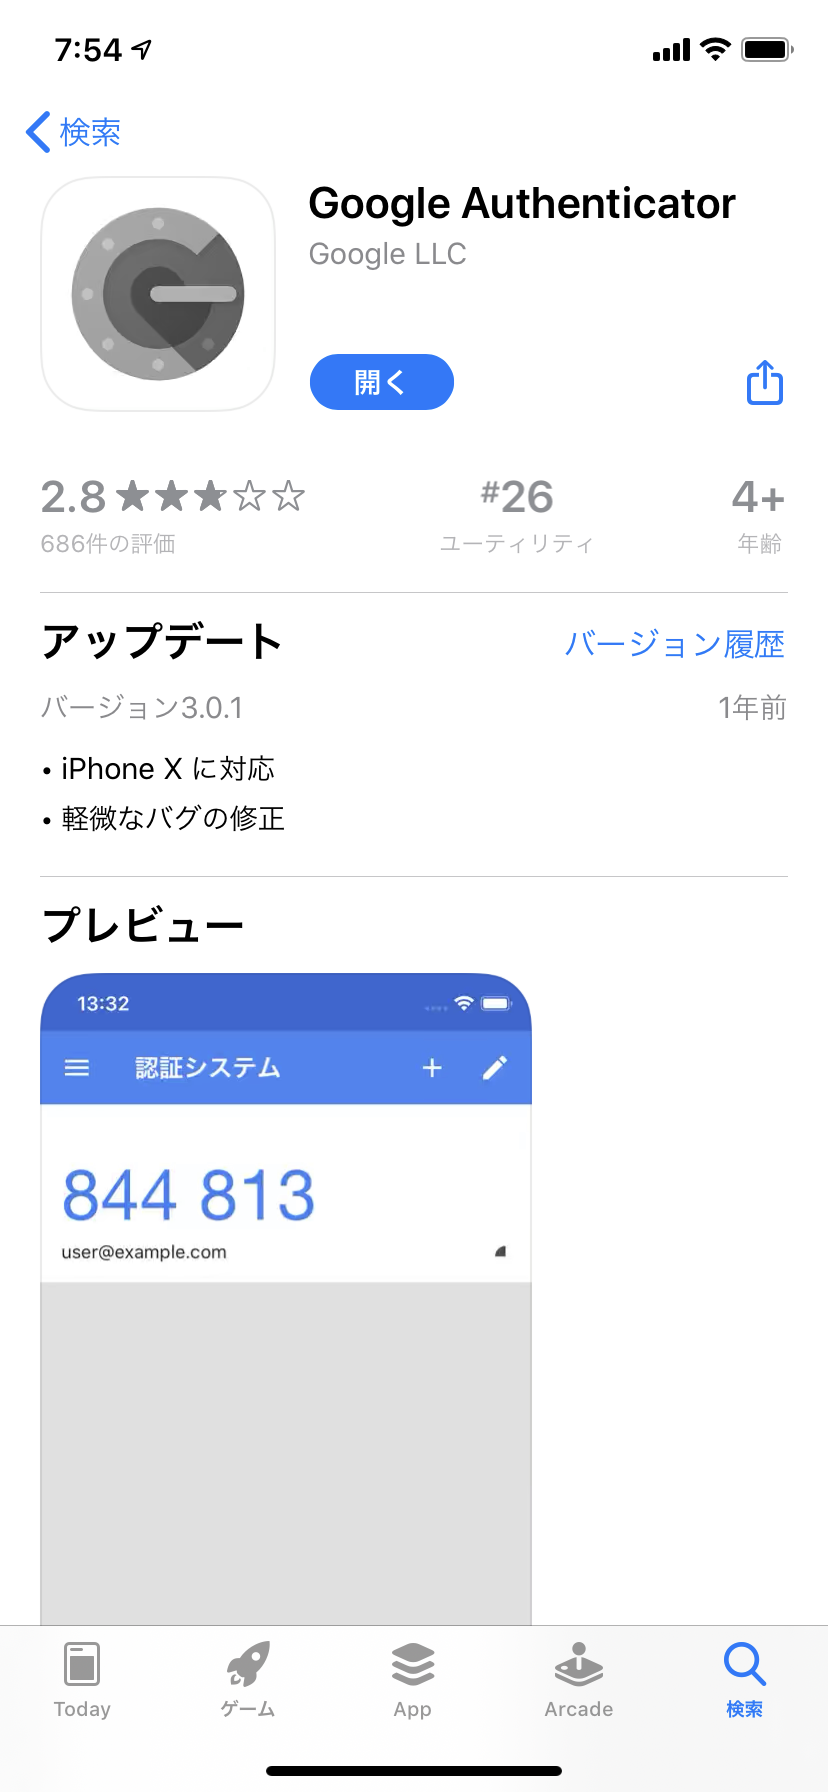 7:54
検索
Google Authenticator
Google LLC
開く
2.8
686件の評価
#26
ユーティリティ
4+
年齢
アップデート
バージョン履歴
バージョン3.0.1
1年前
• iPhone X に対応
• 軽微なバグの修正
プレビュー
13:32
認証システム
844 813
user@example.com
Today
ゲーム
App
Arcade
検索